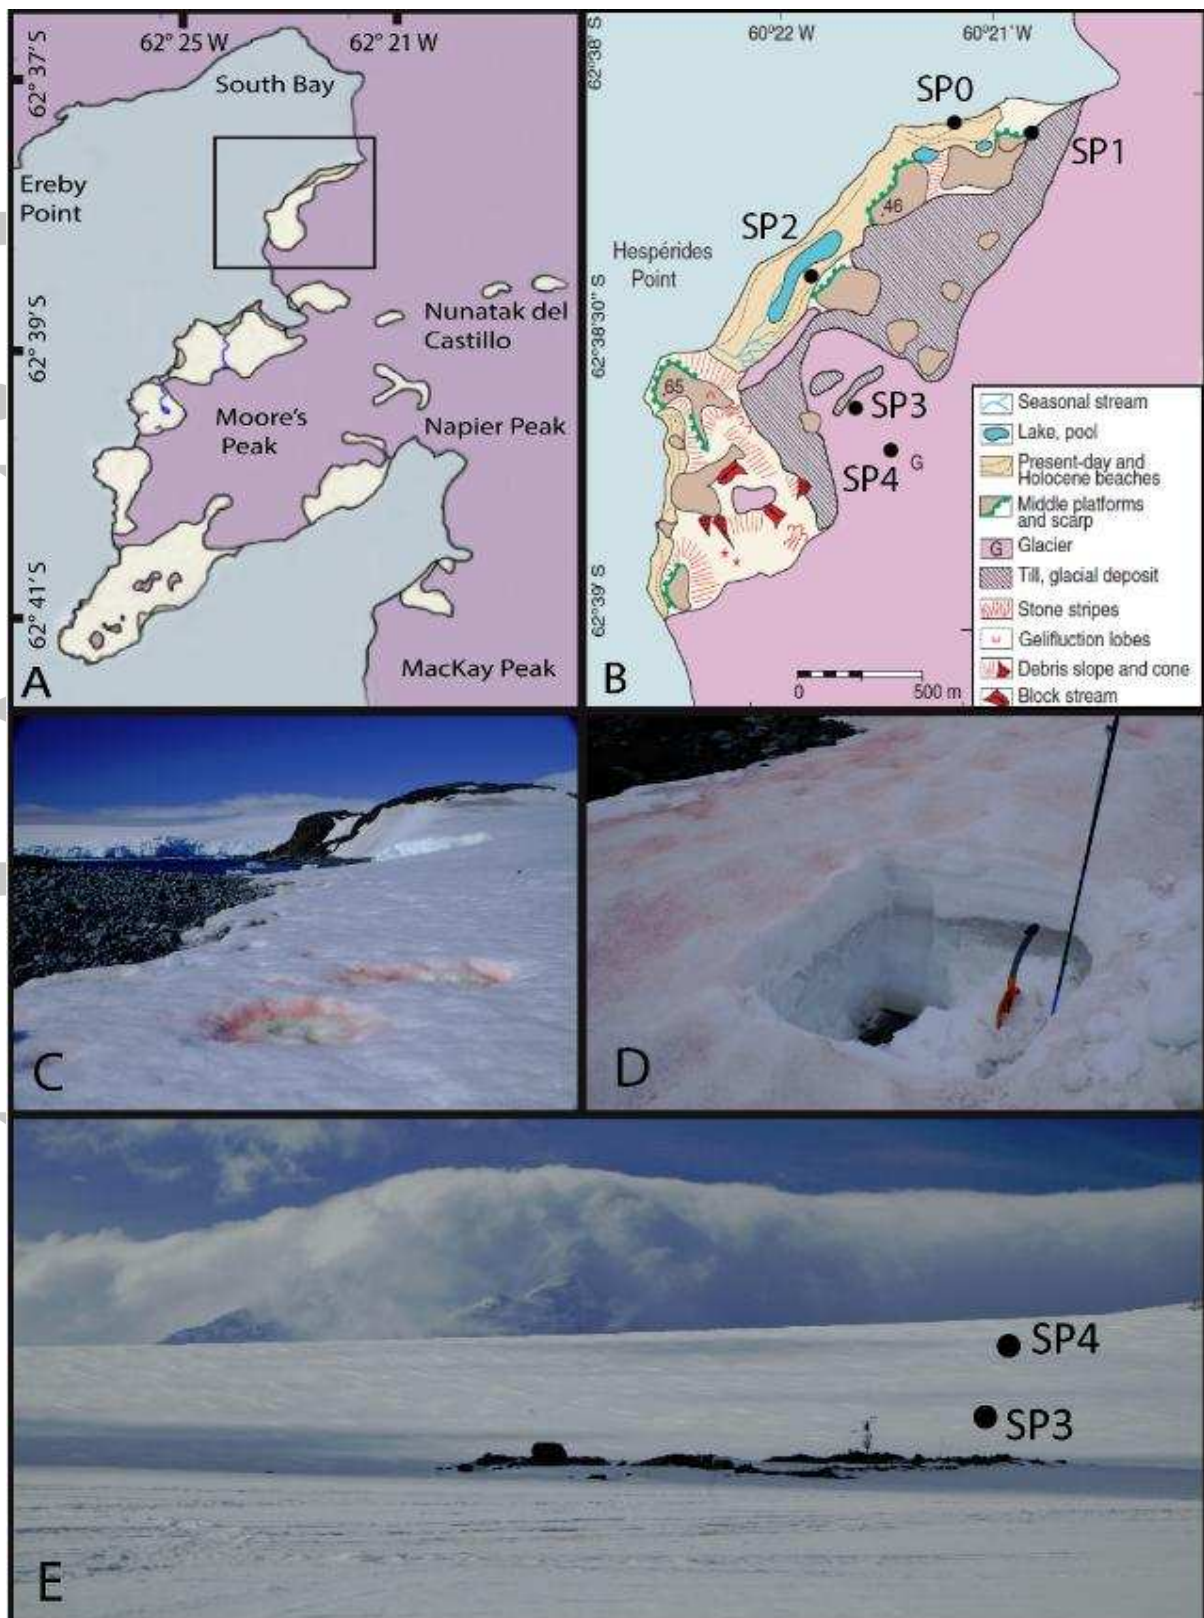 62° 25 W
62° 21 W
62° 37' S
62° 39' S
62° 41' S
South Bay
Ereby
Point
Nunatak del
Castillo
Moore's
Peak
Napier Peak
MacKay Peak
A
60°22 W
60°21' W
62°38' S
62°38'30'' S
62°39' S
SP0
SP1
SP2
Hespérides
Point
46
65
SP3
SP4
G
Seasonal stream
Lake, pool
Present-day and
Holocene beaches
Middle platforms
and scarp
G Glacier
Till, glacial deposit
Stone stripes
Gelifluction lobes
Debris slope and cone
Block stream
0 500 m
B
C
D
SP4
SP3
E